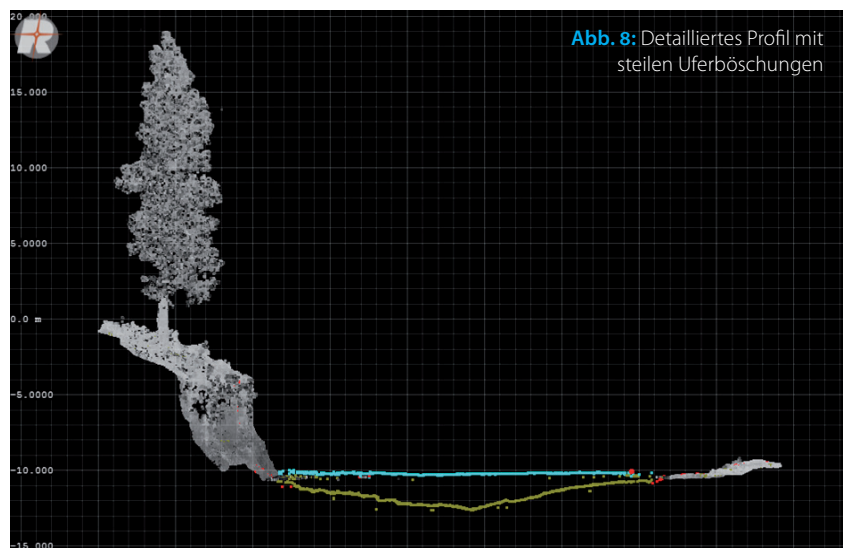 20.000
Abb. 8: Detailliertes Profil mit
steilen Uferböschungen
15.000
10.000
5.0000
0.0 m
-5.0000
-10.000
-15.000